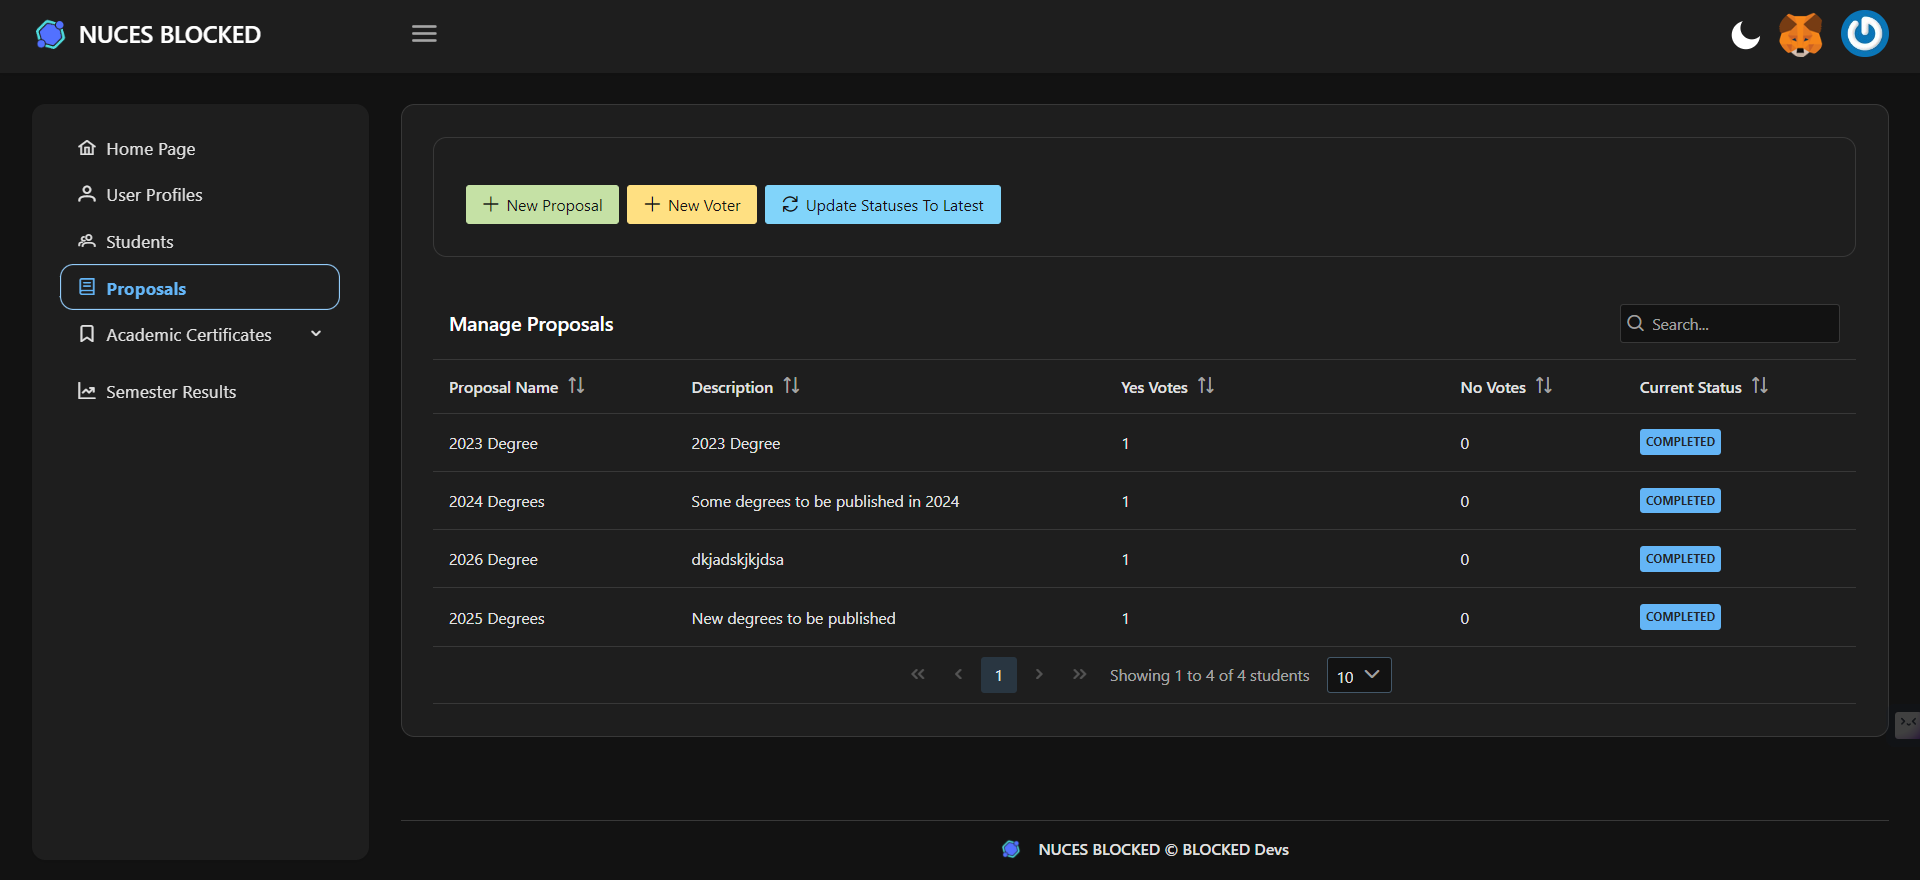 NUCES BLOCKED
Home Page
User Profiles
Students
Proposals
Academic Certificates
Semester Results
New Proposal
New Voter
Update Statuses To Latest
Manage Proposals
Search...
Proposal Name Description Yes Votes No Votes Current Status
2023 Degree 2023 Degree 1 0 COMPLETED
2024 Degrees Some degrees to be published in 2024 1 0 COMPLETED
2026 Degree dkjadskjkjdsa 1 0 COMPLETED
2025 Degrees New degrees to be published 1 0 COMPLETED
1 Showing 1 to 4 of 4 students 10
NUCES BLOCKED © BLOCKED Devs